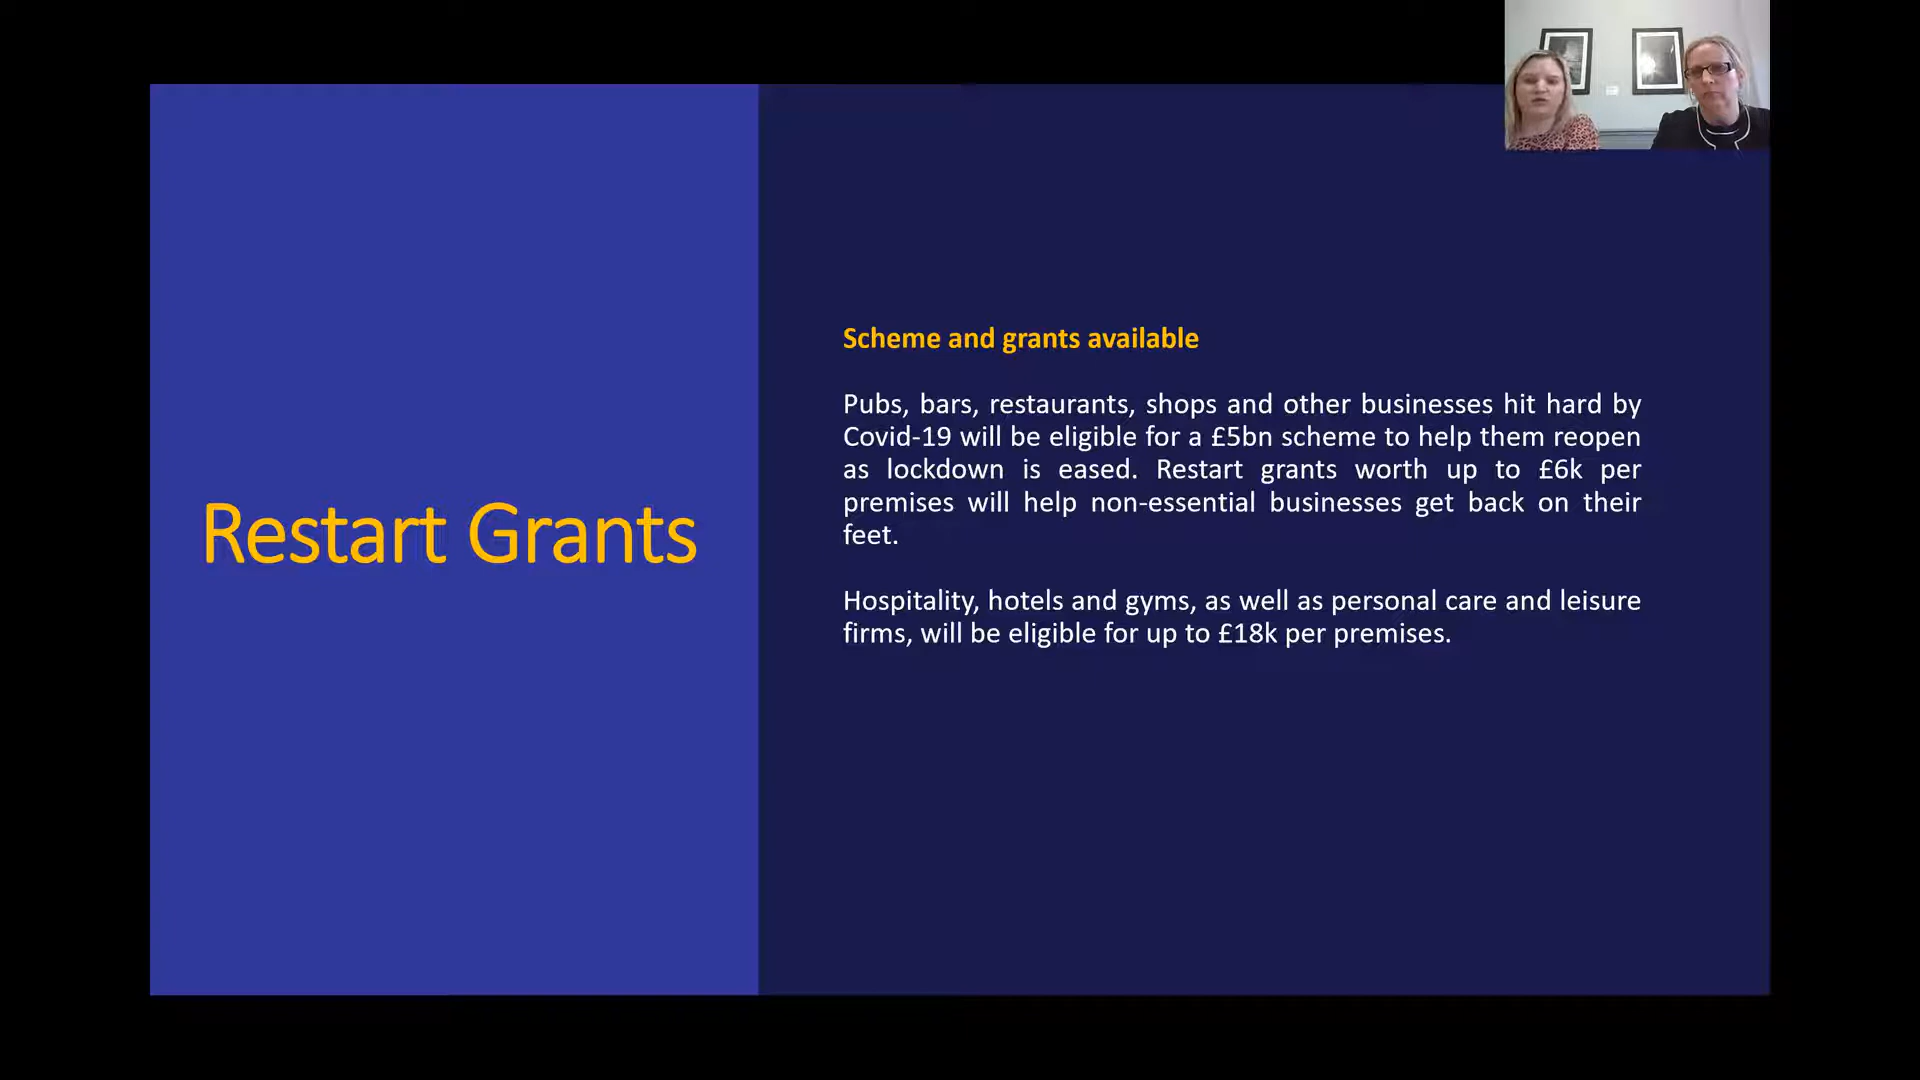 Restart Grants
Scheme and grants available
Pubs, bars, restaurants, shops and other businesses hit hard by
Covid-19 will be eligible for a £5bn scheme to help them reopen
as lockdown is eased. Restart grants worth up to £6k per
premises will help non-essential businesses get back on their
feet.
Hospitality, hotels and gyms, as well as personal care and leisure
firms, will be eligible for up to £18k per premises.